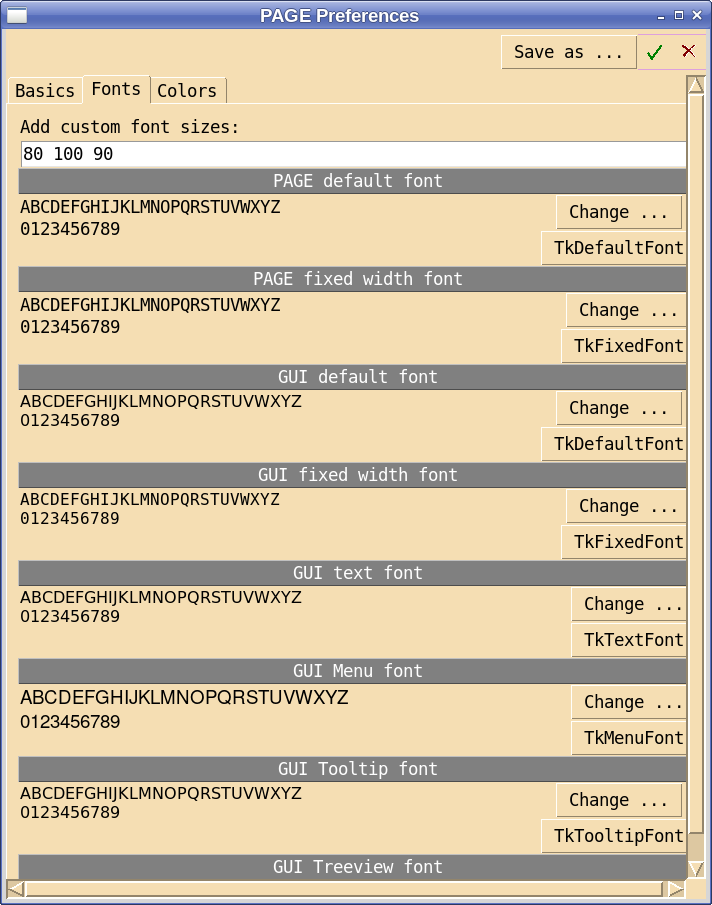 PAGE Preferences
Save as ...
Basics Fonts Colors
Add custom font sizes:
80 100 90
PAGE default font
ABCDEFGHIJKLMNOPQRSTUVWXYZ
Change ...
0123456789
TkDefaultFont
PAGE fixed width font
ABCDEFGHIJKLMNOPQRSTUVWXYZ
Change ...
0123456789
TkFixedFont
GUI default font
ABCDEFGHIJKLMNOPQRSTUVWXYZ
Change ...
0123456789
TkDefaultFont
GUI fixed width font
ABCDEFGHIJKLMNOPQRSTUVWXYZ
Change ...
0123456789
TkFixedFont
GUI text font
ABCDEFGHIJKLMNOPQRSTUVWXYZ
Change ...
0123456789
TkTextFont
GUI Menu font
ABCDEFGHIJKLMNOPQRSTUVWXYZ
Change ...
0123456789
TkMenuFont
GUI Tooltip font
ABCDEFGHIJKLMNOPQRSTUVWXYZ
Change ...
0123456789
TkTooltipFont
GUI Treeview font